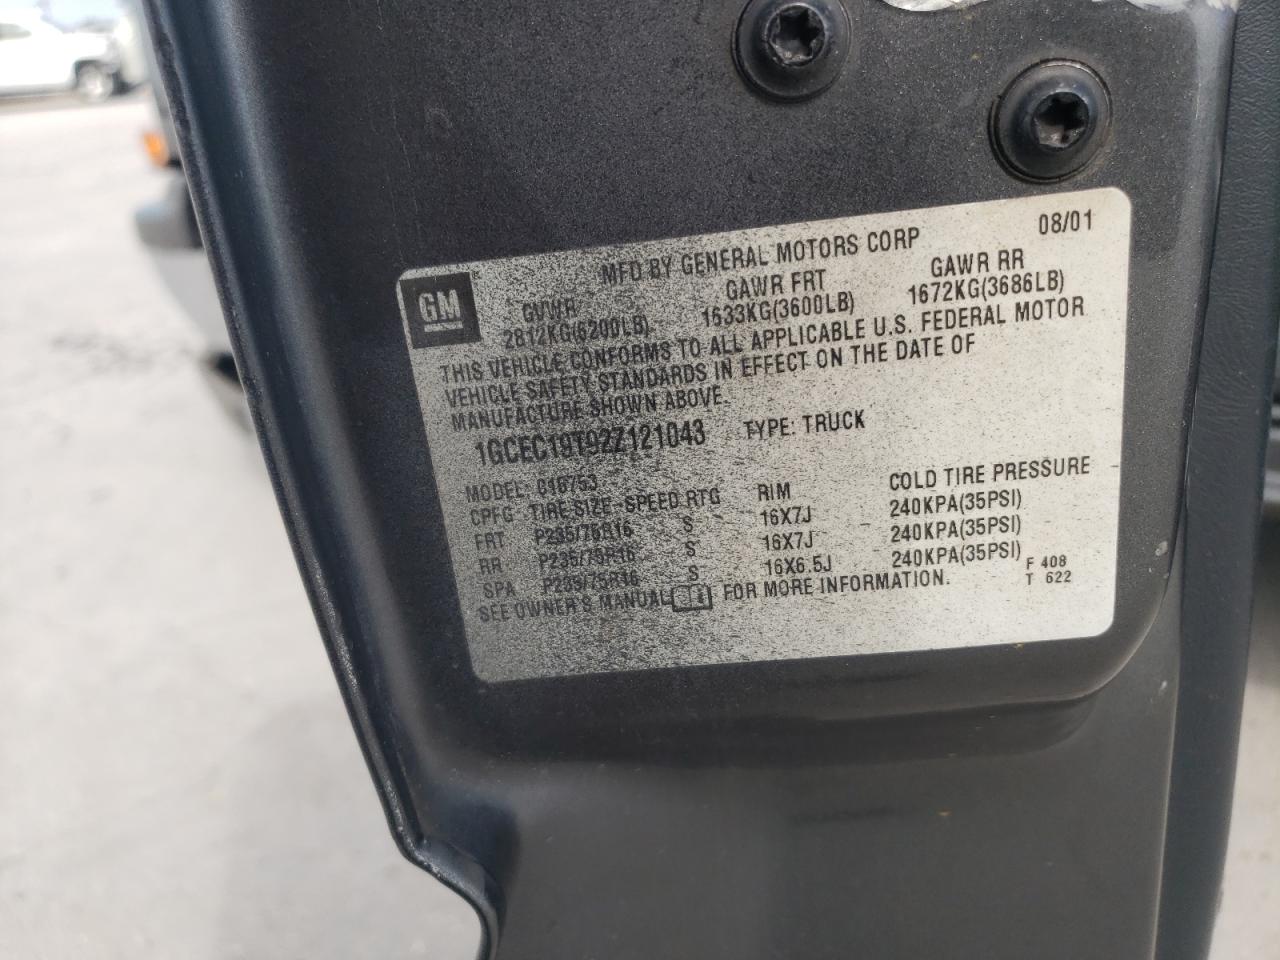 MFD BY GENERAL MOTORS CORP 08/01
GM
GVWR GAWR FRT GAWR RR
2812KG(6200LB) 1633KG(3600LB) 1672KG(3686LB)
THIS VEHICLE CONFORMS TO ALL APPLICABLE U.S. FEDERAL MOTOR
VEHICLE SAFETY STANDARDS IN EFFECT ON THE DATE OF
MANUFACTURE SHOWN ABOVE.
1GCEC19T92Z121043 TYPE: TRUCK
MODEL: C16753
CPFG TIRE SIZE SPEED RTG RIM COLD TIRE PRESSURE
FRT P235/75R16 S 16X7J 240KPA(35PSI)
RR P235/75R16 S 16X7J 240KPA(35PSI)
SPA P235/75R16 S 16X6.5J 240KPA(35PSI)
SEE OWNER'S MANUAL FOR MORE INFORMATION.
F 408
T 622